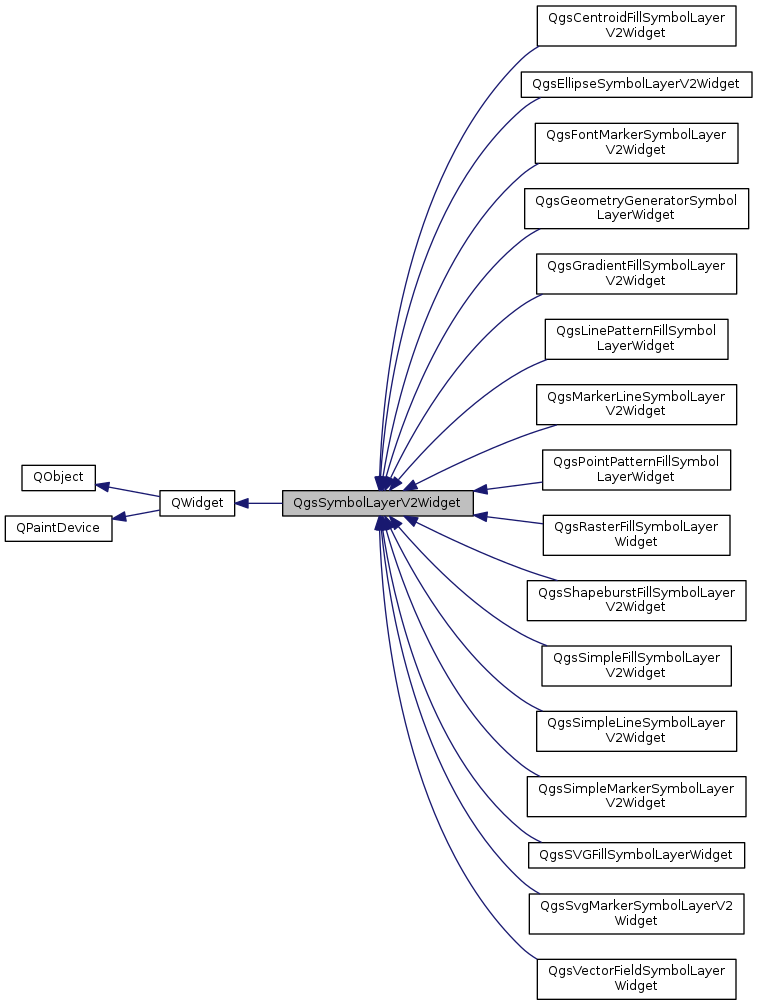 QgsCentroidFillSymbolLayer
V2Widget
QgsEllipseSymbolLayerV2Widget
QgsFontMarkerSymbolLayer
V2Widget
QgsGeometryGeneratorSymbol
LayerWidget
QgsGradientFillSymbolLayer
V2Widget
QgsLinePatternFillSymbol
LayerWidget
QgsMarkerLineSymbolLayer
V2Widget
QgsPointPatternFillSymbol
LayerWidget
QObject
QWidget
QgsSymbolLayerV2Widget
QPaintDevice
QgsRasterFillSymbolLayer
Widget
QgsShapeburstFillSymbolLayer
V2Widget
QgsSimpleFillSymbolLayer
V2Widget
QgsSimpleLineSymbolLayer
V2Widget
QgsSimpleMarkerSymbolLayer
V2Widget
QgsSVGFillSymbolLayerWidget
QgsSvgMarkerSymbolLayerV2
Widget
QgsVectorFieldSymbolLayer
Widget